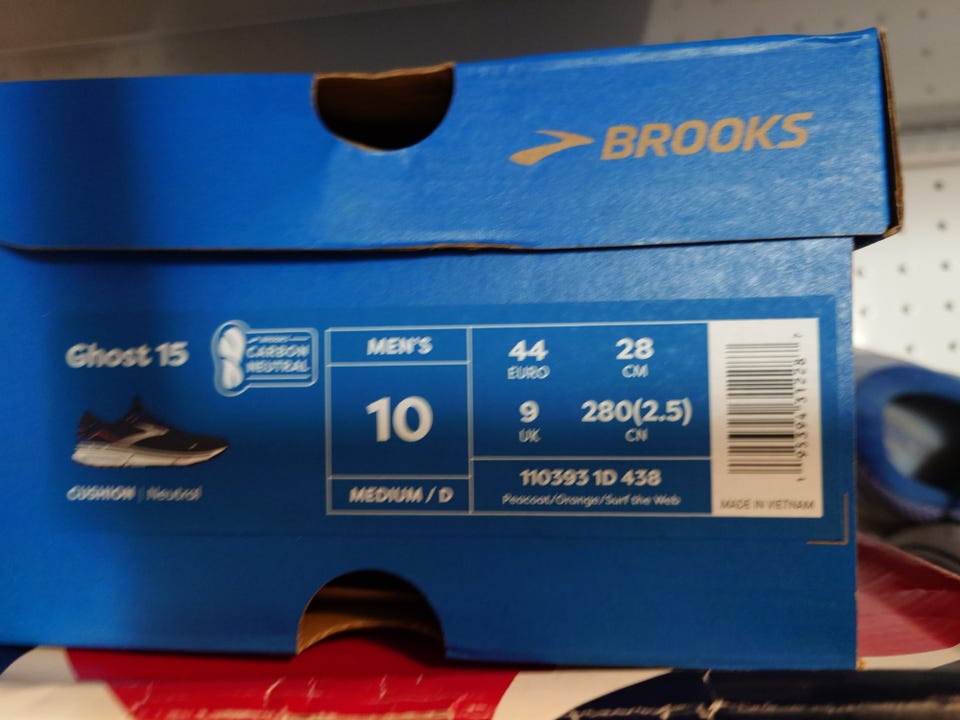 BROOKS
Ghost 15
CARBON
NEUTRAL
CUSHION | Neutral
MEN'S
10
MEDIUM / D
44
EURO
28
CM
9
UK
280(2.5)
CN
110393 1D 438
Peacoat/Orange/Surf the Web
MADE IN VIETNAM